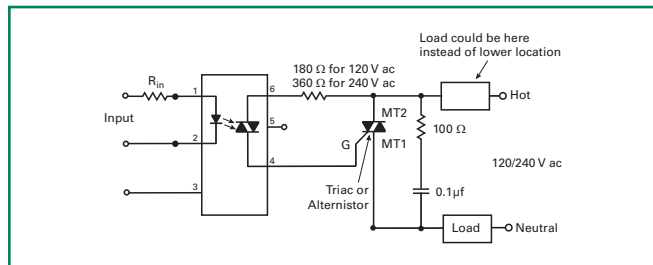 Load could be here
instead of lower location
180 Ω for 120 V ac
360 Ω for 240 V ac
Rin
1
6
Hot
Input
5
MT2
100 Ω
2
G
MT1
4
120/240 V ac
3
Triac or
Alternistor
0.1µf
Load
Neutral